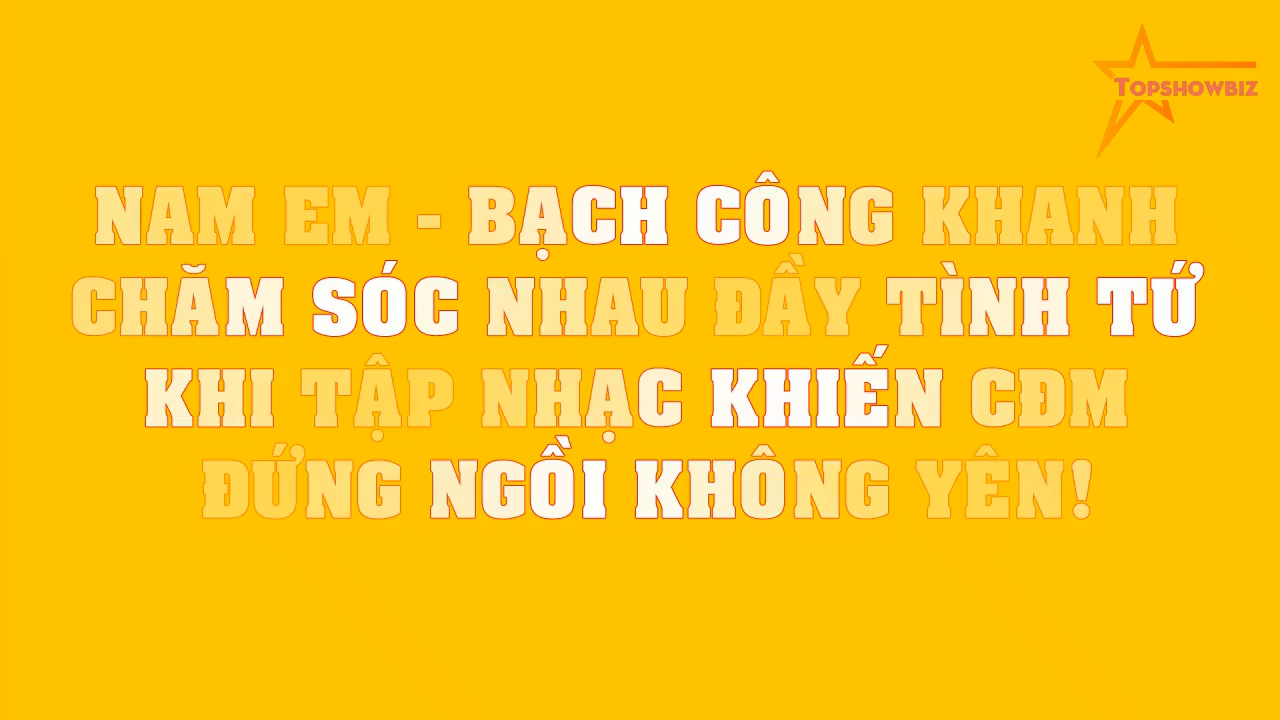 TOPSHOWBIZ
NAM EM - BẠCH CÔNG KHANH
CHĂM SÓC NHAU ĐẦY TÌNH TỨ
KHI TẬP NHẠC KHIẾN CĐM
ĐỨNG NGỒI KHÔNG YÊN!